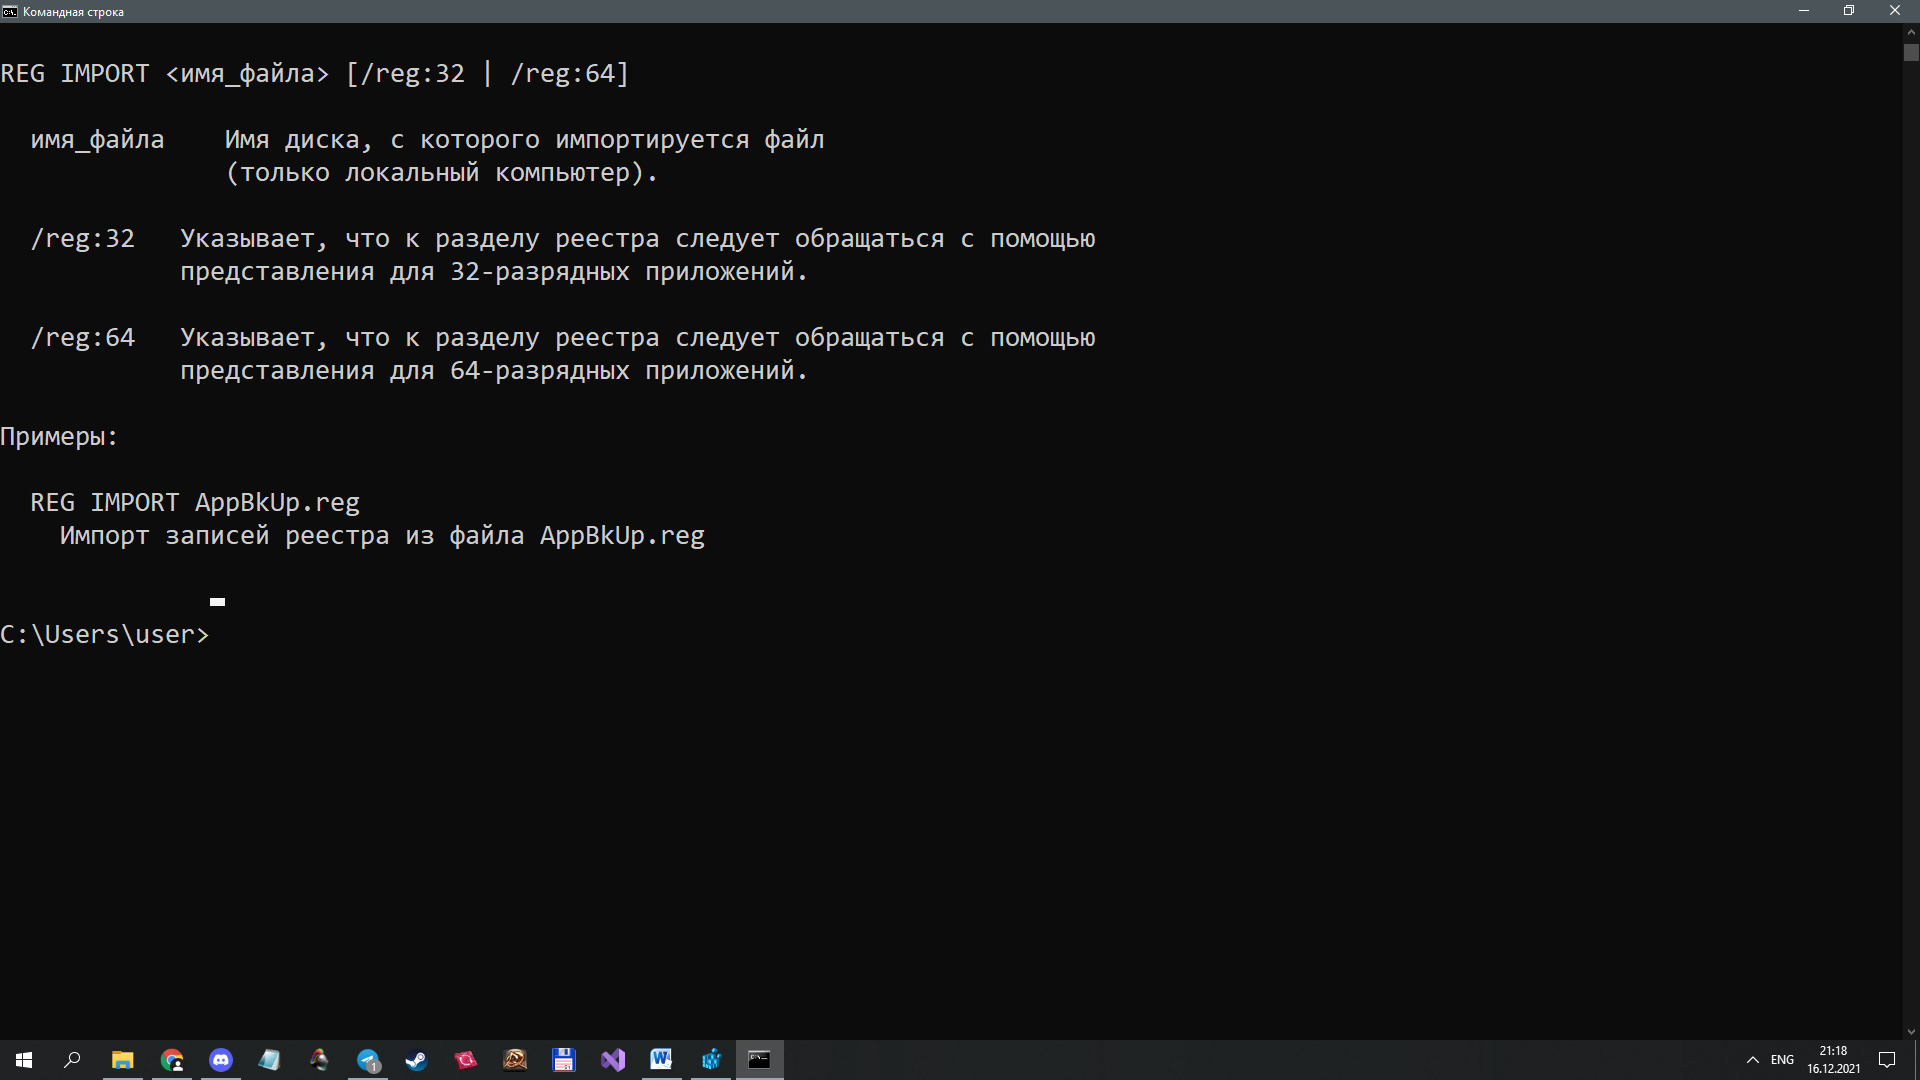 Командная строка
REG IMPORT <имя_файла> [/reg:32 | /reg:64]
имя_файла    Имя диска, с которого импортируется файл
(только локальный компьютер).
/reg:32   Указывает, что к разделу реестра следует обращаться с помощью
представления для 32-разрядных приложений.
/reg:64   Указывает, что к разделу реестра следует обращаться с помощью
представления для 64-разрядных приложений.
Примеры:
REG IMPORT AppBkUp.reg
Импорт записей реестра из файла AppBkUp.reg
C:\Users\user>
1
ENG
21:18
16.12.2021